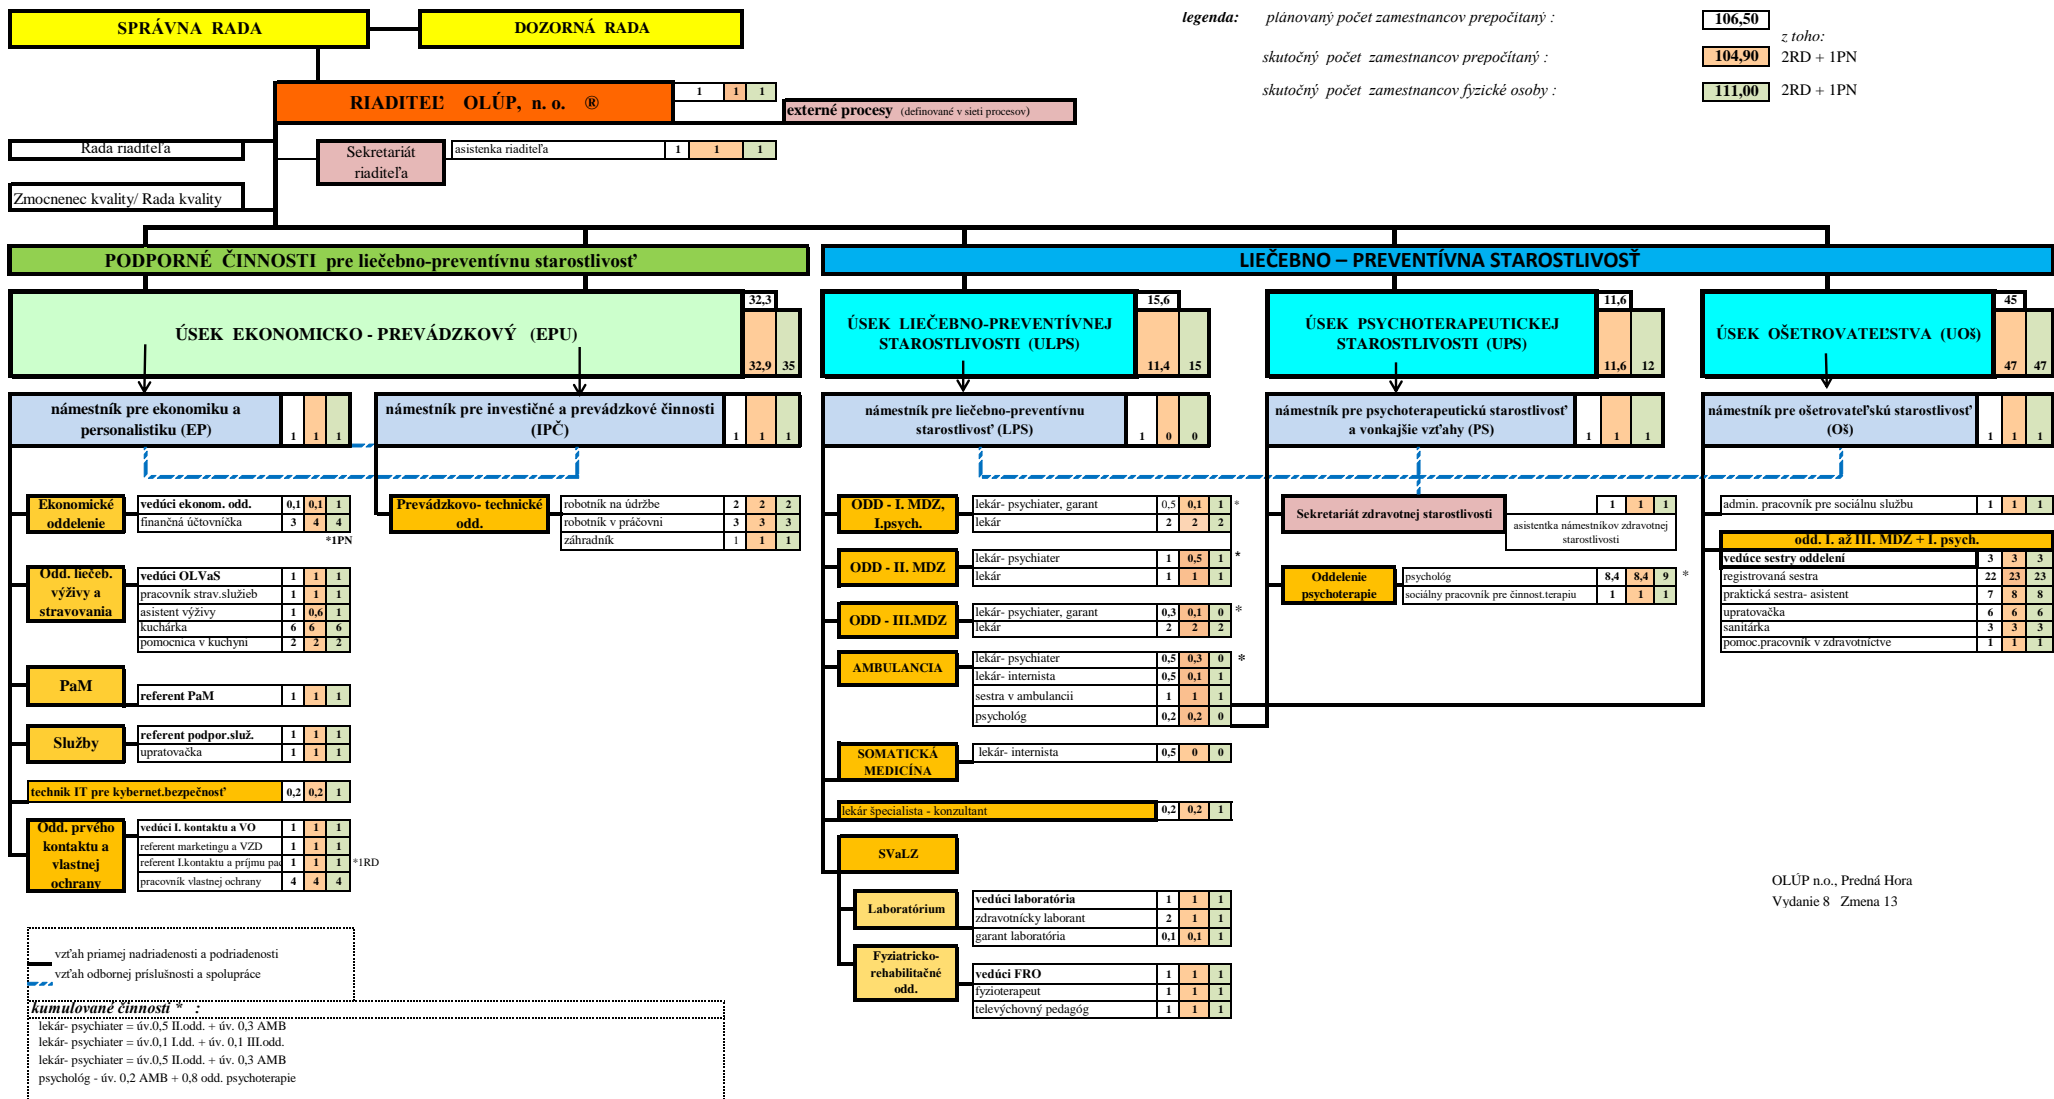 SPRÁVNA RADA
DOZORNÁ RADA
legenda: plánovaný počet zamestnancov prepočitaný : 106,50
z toho:
skutočný počet zamestnancov prepočítaný : 104,90 2RD + 1PN
skutočný počet zamestnancov fyzické osoby : 111,00 2RD + 1PN
RIADITEĽ OLÚP, n. o. ® 1 1 1
externé procesy (definované v sieti procesov)
Rada riaditeľa
Sekretariát
riaditeľa
asistenka riaditeľa 1 1 1
Zmocnenec kvality/ Rada kvality
PODPORNÉ ČINNOSTI pre liečebno-preventívnu starostlivosť
LIEČEBNO – PREVENTÍVNA STAROSTLIVOSŤ
ÚSEK EKONOMICKO - PREVÁDZKOVÝ (EPU)
32,3
32,9 35
ÚSEK LIEČEBNO-PREVENTÍVNEJ
STAROSTLIVOSTI (ULPS)
15,6
11,4 15
ÚSEK PSYCHOTERAPEUTICKEJ
STAROSTLIVOSTI (UPS)
11,6
11,6 12
ÚSEK OŠETROVATEĽSTVA (UOš)
45
47 47
námestník pre ekonomiku a
personalistiku (EP) 1 1 1
námestník pre investičné a prevádzkové činnosti
(IPČ) 1 1 1
námestník pre liečebno-preventívnu
starostlivosť (LPS) 1 0 0
námestník pre psychoterapeutickú starostlivosť
a vonkajšie vzťahy (PS) 1 1 1
námestník pre ošetrovateľskú starostlivosť
(Oš) 1 1 1
Ekonomické
oddelenie
vedúci ekonom. odd. 0,1 0,1 1
finančná účtovníčka 3 4 4
*1PN
Odd. liečeb.
výživy a
stravovania
vedúci OLVaS 1 1 1
pracovník strav.služieb 1 1 1
asistent výživy 1 0,6 1
kuchárka 6 6 6
pomocnica v kuchyni 2 2 2
PaM
referent PaM 1 1 1
Služby
referent podpor.služ. 1 1 1
upratovačka 1 1 1
technik IT pre kybernet.bezpečnosť 0,2 0,2 1
Odd. prvého
kontaktu a
vlastnej
ochrany
vedúci I. kontaktu a VO 1 1 1
referent marketingu a VZD 1 1 1
referent I.kontaktu a príjmu pac 1 1 1 *1RD
pracovník vlastnej ochrany 4 4 4
Prevádzkovo- technické
odd.
robotník na údržbe 2 2 2
robotník v práčovni 3 3 3
záhradník 1 1 1
ODD - I. MDZ,
I.psych.
lekár- psychiater, garant 0,5 0,1 1 *
lekár 2 2 2
ODD - II. MDZ
lekár- psychiater 1 0,5 1 *
lekár 1 1 1
ODD - III.MDZ
lekár- psychiater, garant 0,3 0,1 0 *
lekár 2 2 2
AMBULANCIA
lekár- psychiater 0,5 0,3 0 *
lekár- internista 0,5 0,1 1
sestra v ambulancii 1 1 1
psychológ 0,2 0,2 0
SOMATICKÁ
MEDICÍNA
lekár- internista 0,5 0 0
lekár špecialista - konzultant 0,2 0,2 1
SVaLZ
Laboratórium
vedúci laboratória 1 1 1
zdravotnícky laborant 2 1 1
garant laboratória 0,1 0,1 1
Fyziatricko-
rehabilitačné
odd.
vedúci FRO 1 1 1
fyzioterapeut 1 1 1
televýchovný pedagóg 1 1 1
Sekretariát zdravotnej starostlivosti
1 1 1
asistentka námestníkov zdravotnej
starostlivosti
Oddelenie
psychoterapie
psychológ 8,4 8,4 9 *
sociálny pracovník pre činnost.terapiu 1 1 1
admin. pracovník pre sociálnu službu 1 1 1
odd. I. až III. MDZ + I. psych.
vedúce sestry oddelení 3 3 3
registrovaná sestra 22 23 23
praktická sestra- asistent 7 8 8
upratovačka 6 6 6
sanitárka 3 3 3
pomoc.pracovník v zdravotníctve 1 1 1
OLÚP n.o., Predná Hora
Vydanie 8 Zmena 13
vzťah priamej nadriadenosti a podriadenosti
vzťah odbornej príslušnosti a spolupráce
kumulované činnosti * :
lekár- psychiater = úv.0,5 II.odd. + úv. 0,3 AMB
lekár- psychiater = úv.0,1 I.dd. + úv. 0,1 III.odd.
lekár- psychiater = úv.0,5 II.odd. + úv. 0,3 AMB
psychológ - úv. 0,2 AMB + 0,8 odd. psychoterapie